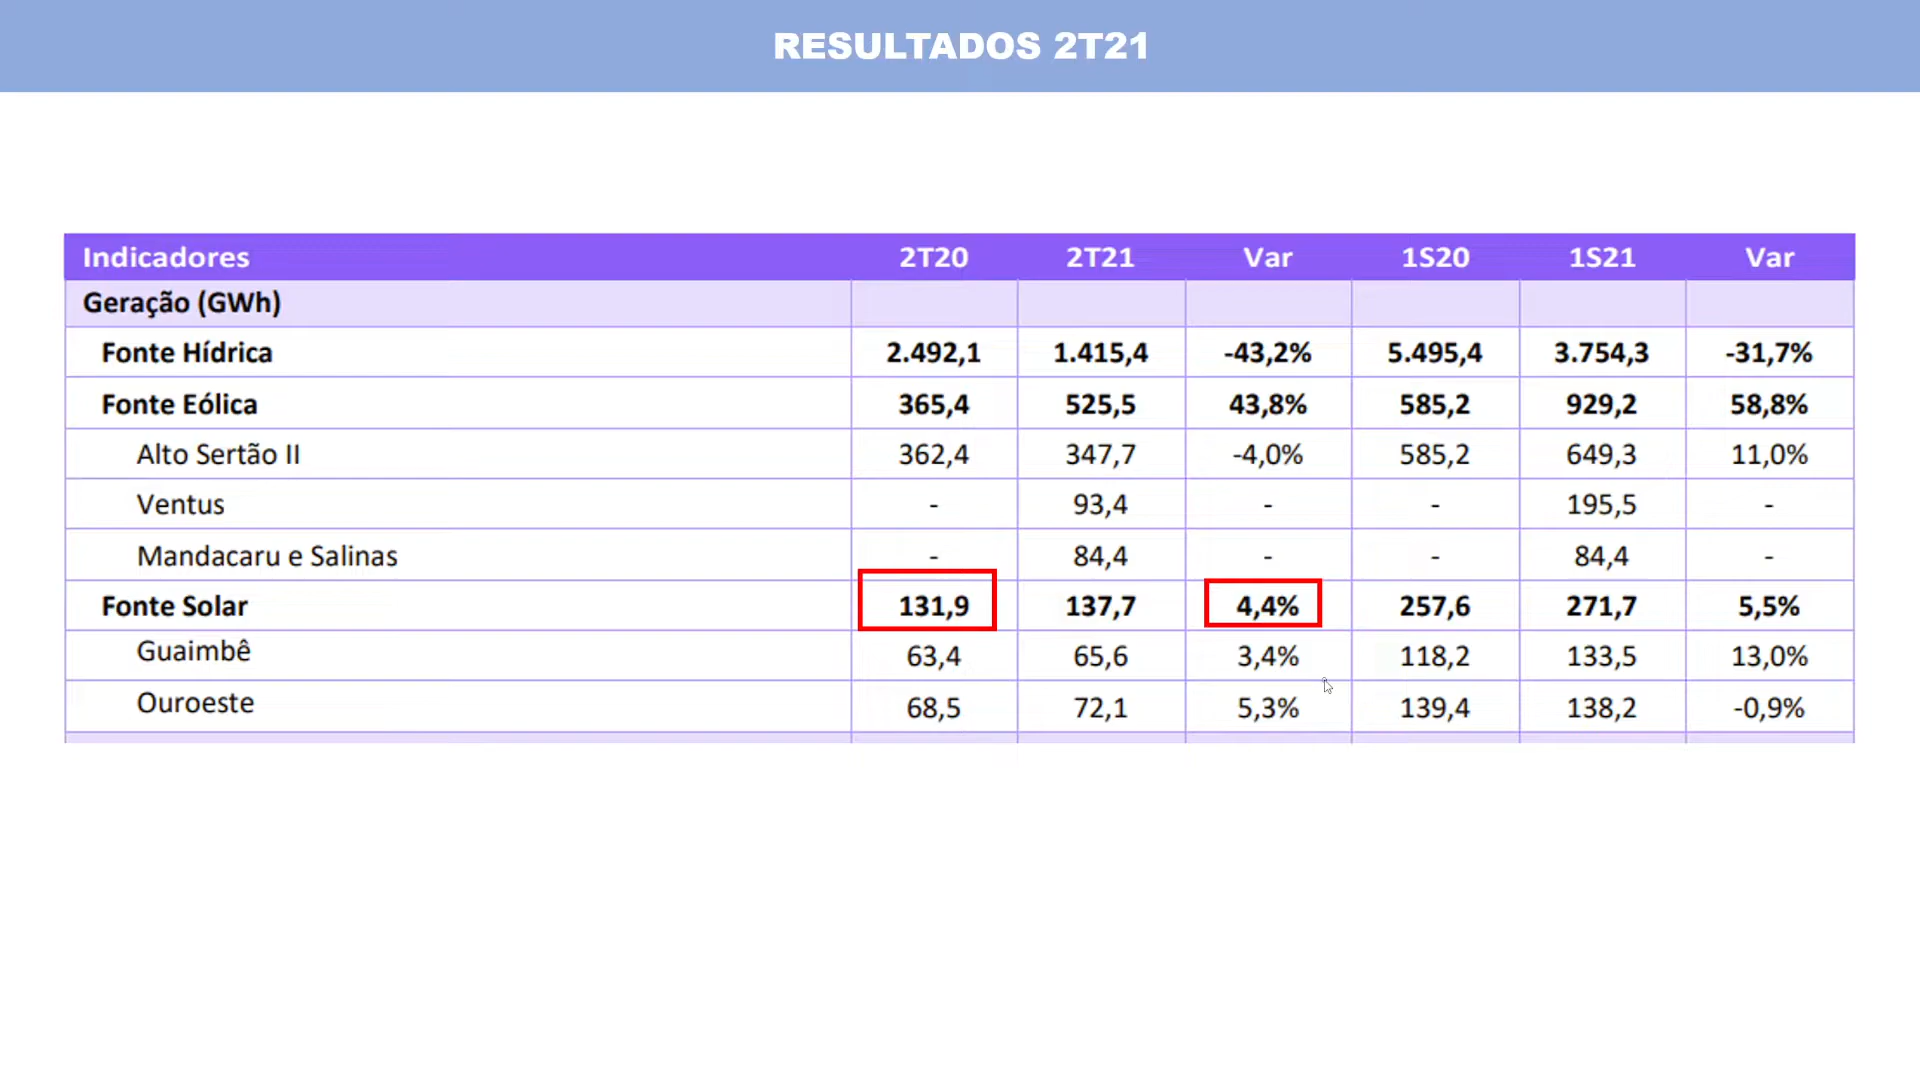 RESULTADOS 2T21
Indicadores 2T20 2T21 Var 1S20 1S21 Var
Geração (GWh)
Fonte Hídrica 2.492,1 1.415,4 -43,2% 5.495,4 3.754,3 -31,7%
Fonte Eólica 365,4 525,5 43,8% 585,2 929,2 58,8%
Alto Sertão II 362,4 347,7 -4,0% 585,2 649,3 11,0%
Ventus - 93,4 - - 195,5 -
Mandacaru e Salinas - 84,4 - - 84,4 -
Fonte Solar 131,9 137,7 4,4% 257,6 271,7 5,5%
Guaimbê 63,4 65,6 3,4% 118,2 133,5 13,0%
Ouroeste 68,5 72,1 5,3% 139,4 138,2 -0,9%